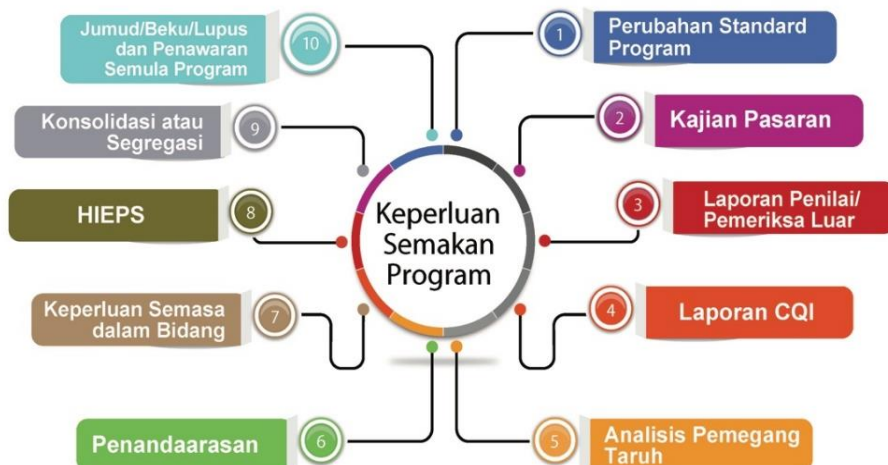 Keperluan
Semakan
Program
1
Perubahan Standard
Program
2
Kajian Pasaran
3
Laporan Penilai/
Pemeriksa Luar
4
Laporan CQI
5
Analisis Pemegang
Taruh
6
Penandaarasan
7
Keperluan Semasa
dalam Bidang
8
HIEPS
9
Konsolidasi atau
Segregasi
10
Jumud/Beku/Lupus
dan Penawaran
Semula Program